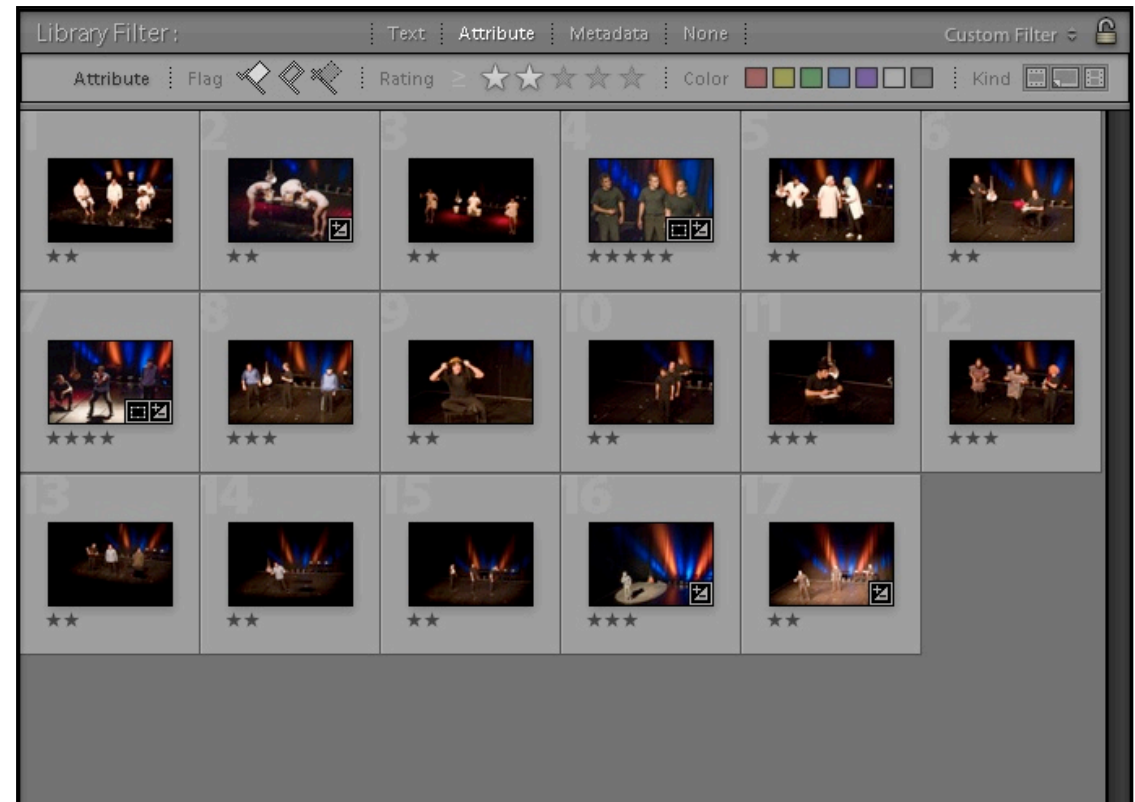 Library Filter : Text Attribute Metadata None Custom Filter
Attribute Flag Rating ≥ Color Kind
1 2 3 4 5 6
★★ ★★ ★★ ★★★★★ ★★ ★★
7 8 9 10 11 12
★★★★ ★★★ ★★ ★★ ★★★ ★★★
13 14 15 16 17
★★ ★★ ★★ ★★★ ★★